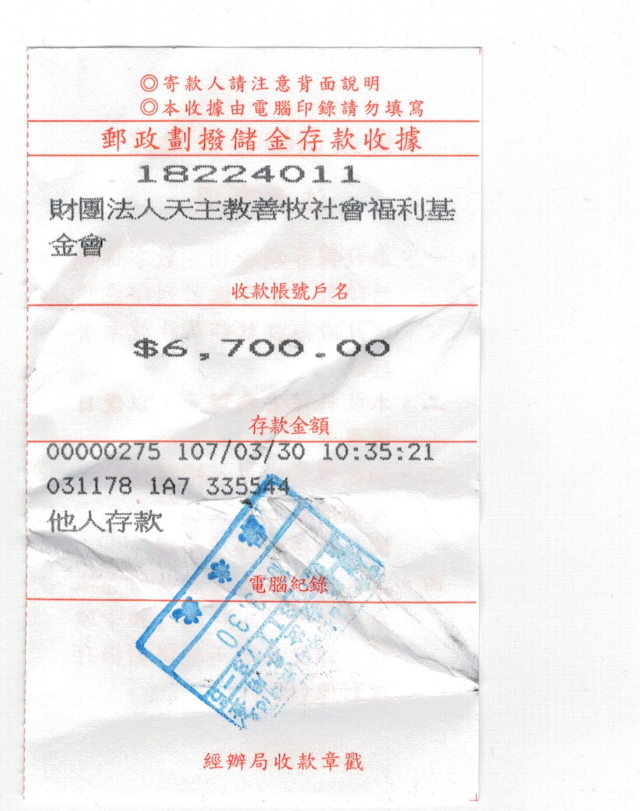 ◎寄款人請注意背面說明
◎本收據由電腦印錄請勿填寫
郵政劃撥儲金存款收據
18224011
財團法人天主教善牧社會福利基
金會
收款帳號戶名
$6,700.00
存款金額
00000275 107/03/30 10:35:21
031178 1A7 335544
他人存款
電腦紀錄
經辦局收款章戳